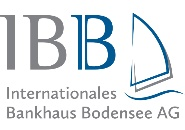 IBB
Internationales
Bankhaus Bodensee AG